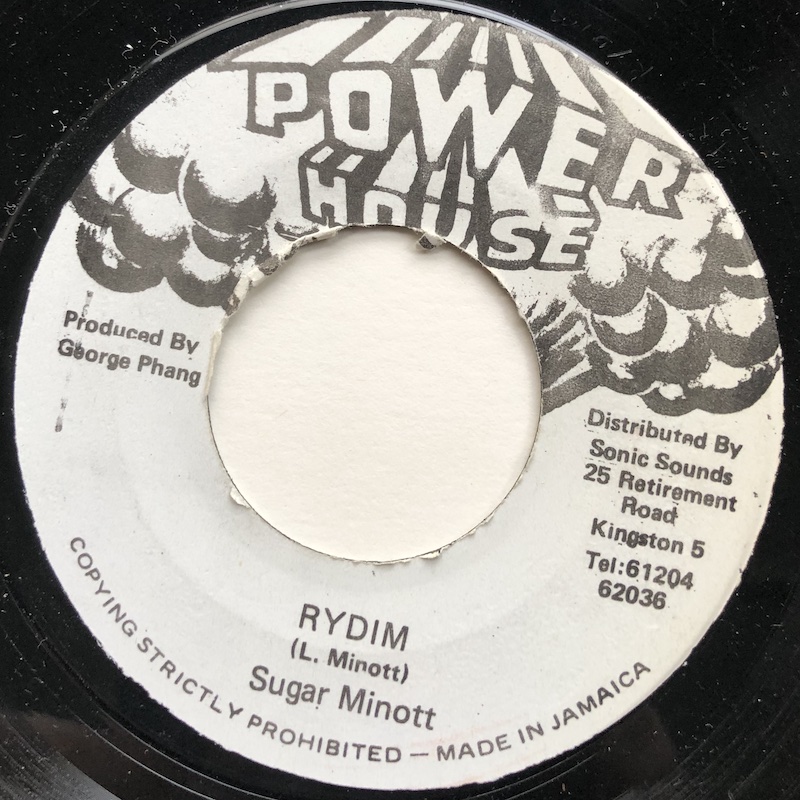 POWER
HOUSE
Produced By
George Phang
Distributed By
Sonic Sounds
25 Retirement
Road
Kingston 5
Tel:61204
62036
RYDIM
(L. Minott)
Sugar Minott
COPYING STRICTLY PROHIBITED — MADE IN JAMAICA